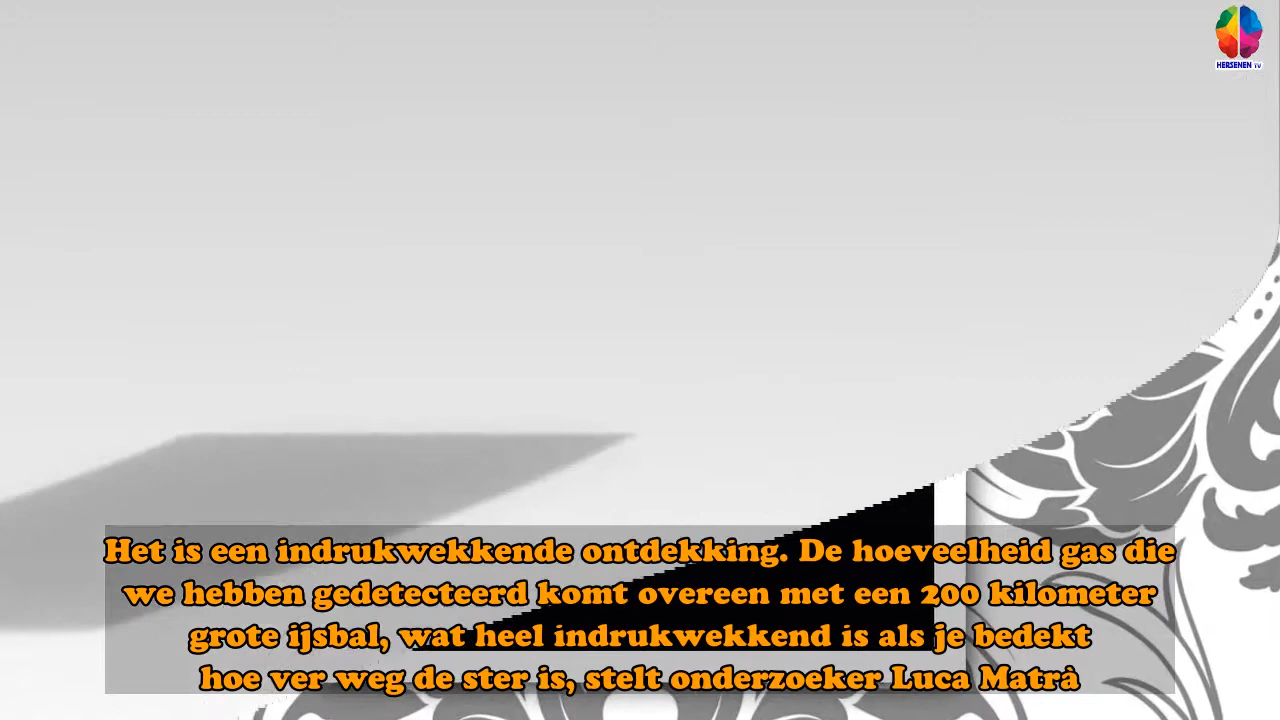 HERSENEN TV
Het is een indrukwekkende ontdekking. De hoeveelheid gas die
we hebben gedetecteerd komt overeen met een 200 kilometer
grote ijsbal, wat heel indrukwekkend is als je bedekt
hoe ver weg de ster is, stelt onderzoeker Luca Matrà